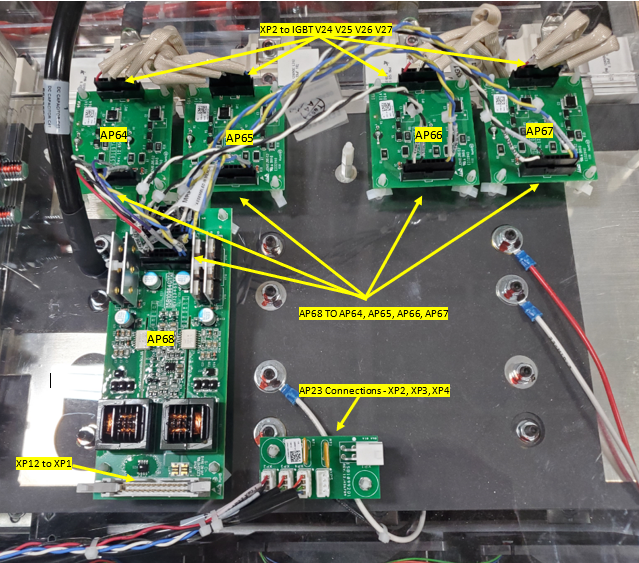 XP2 to IGBT V24 V25 V26 V27
AP64
AP65
AP66
AP67
AP68 TO AP64, AP65, AP66, AP67
AP68
AP23 Connections - XP2, XP3, XP4
XP12 to XP1